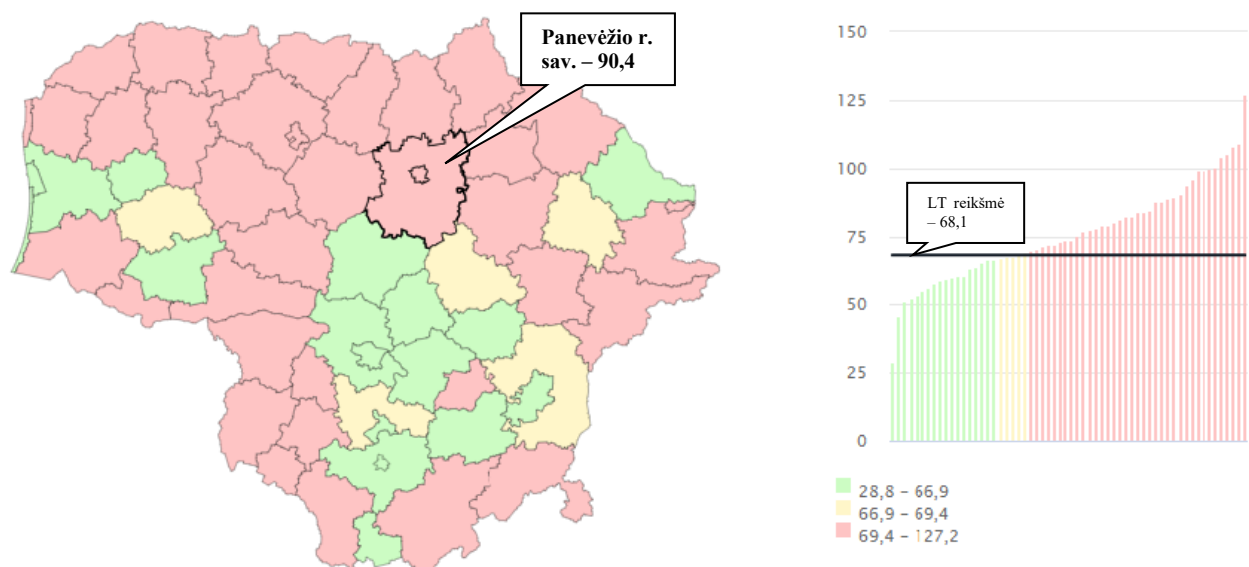 Panevėžio r.
sav. – 90,4
150
125
100
LT reikšmė
– 68,1
75
50
25
0
28,8 – 66,9
66,9 – 69,4
69,4 – 127,2